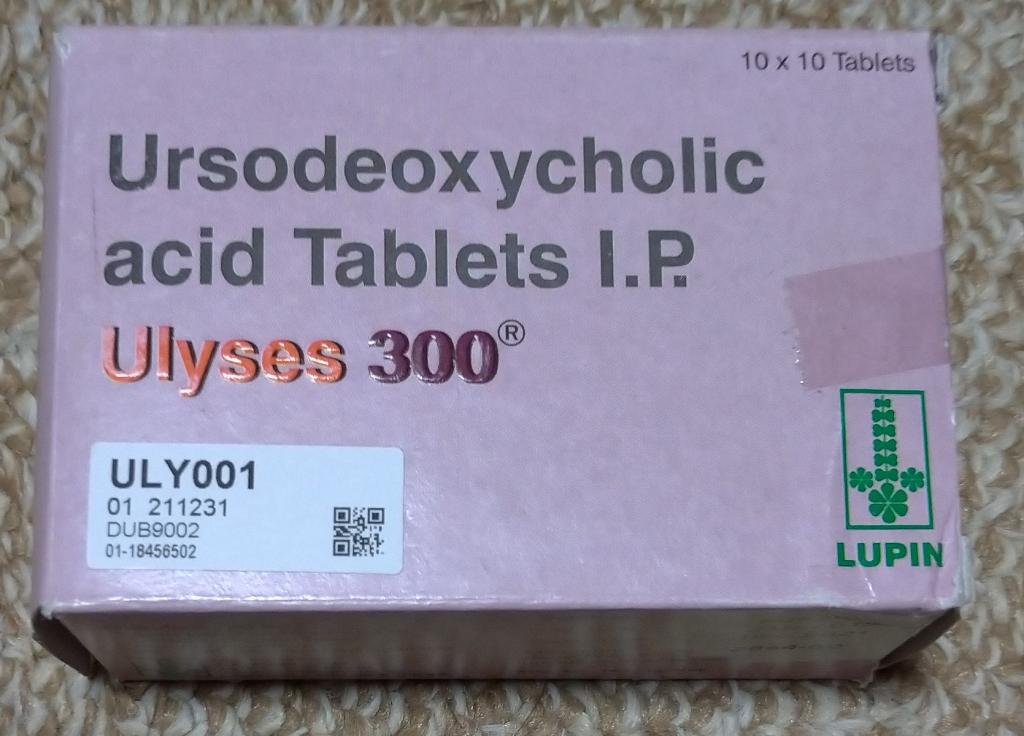 10 x 10 Tablets
Ursodeoxycholic
acid Tablets I.P.
Ulyses 300®
ULY001
01 211231
DUB9002
01-18456502
LUPIN